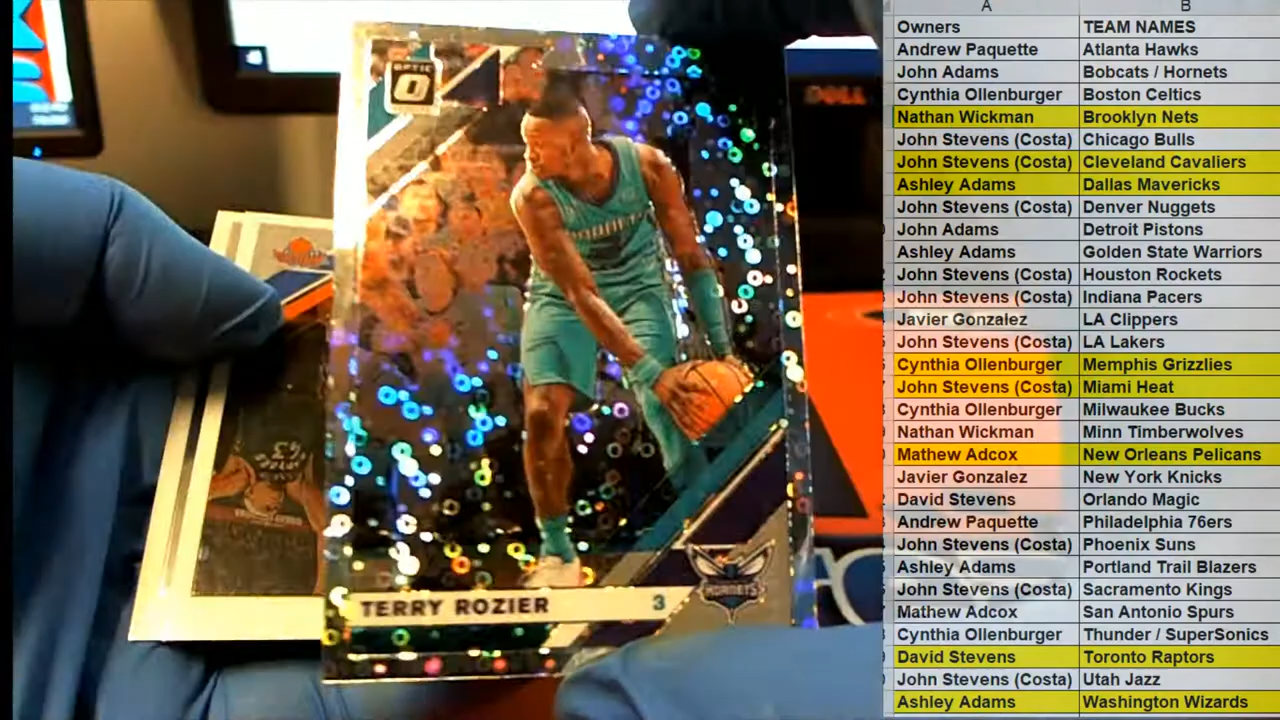 OPTIC
TERRY ROZIER 3
HORNETS
A B
Owners TEAM NAMES
Andrew Paquette Atlanta Hawks
John Adams Bobcats / Hornets
Cynthia Ollenburger Boston Celtics
Nathan Wickman Brooklyn Nets
John Stevens (Costa) Chicago Bulls
John Stevens (Costa) Cleveland Cavaliers
Ashley Adams Dallas Mavericks
John Stevens (Costa) Denver Nuggets
John Adams Detroit Pistons
Ashley Adams Golden State Warriors
John Stevens (Costa) Houston Rockets
John Stevens (Costa) Indiana Pacers
Javier Gonzalez LA Clippers
John Stevens (Costa) LA Lakers
Cynthia Ollenburger Memphis Grizzlies
John Stevens (Costa) Miami Heat
Cynthia Ollenburger Milwaukee Bucks
Nathan Wickman Minn Timberwolves
Mathew Adcox New Orleans Pelicans
Javier Gonzalez New York Knicks
David Stevens Orlando Magic
Andrew Paquette Philadelphia 76ers
John Stevens (Costa) Phoenix Suns
Ashley Adams Portland Trail Blazers
John Stevens (Costa) Sacramento Kings
Mathew Adcox San Antonio Spurs
Cynthia Ollenburger Thunder / SuperSonics
David Stevens Toronto Raptors
John Stevens (Costa) Utah Jazz
Ashley Adams Washington Wizards